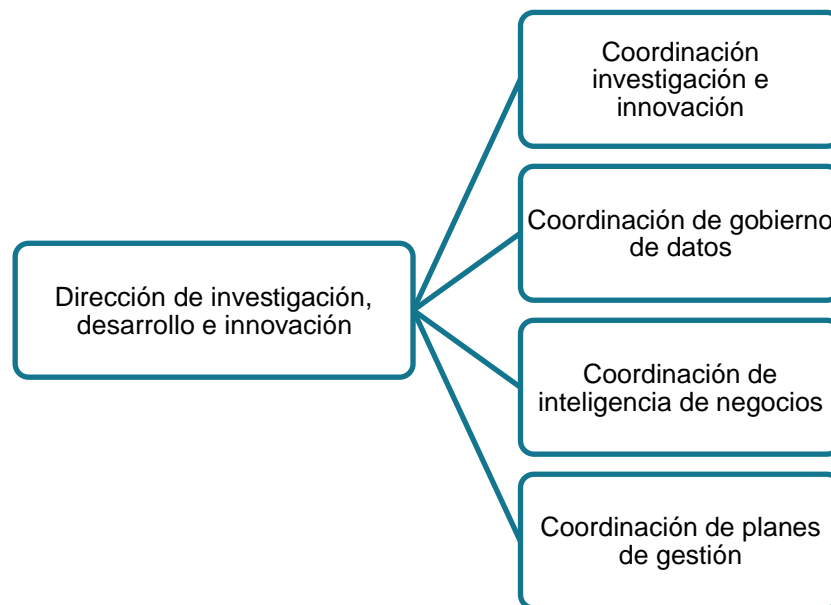 Coordinación
investigación e
innovación
Coordinación de gobierno
de datos
Dirección de investigación,
desarrollo e innovación
Coordinación de
inteligencia de negocios
Coordinación de planes
de gestión